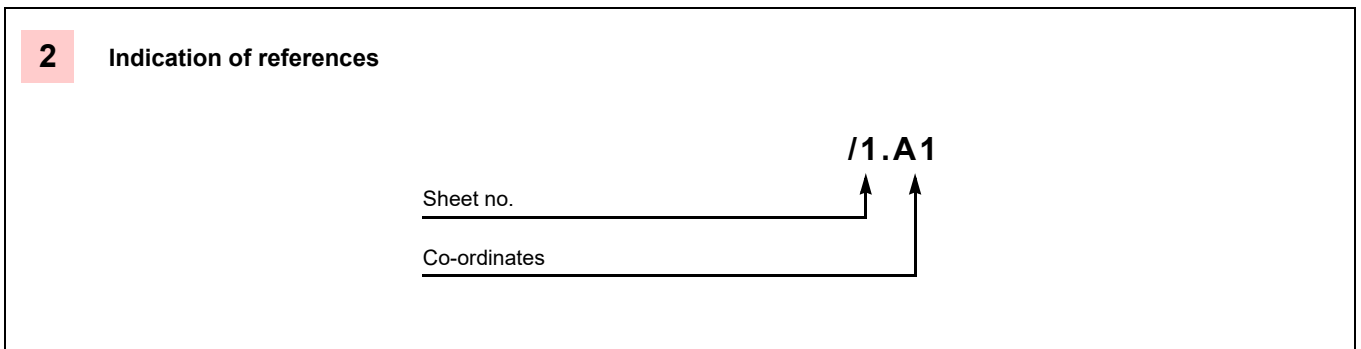 2 Indication of references
/1.A1
Sheet no.
Co-ordinates